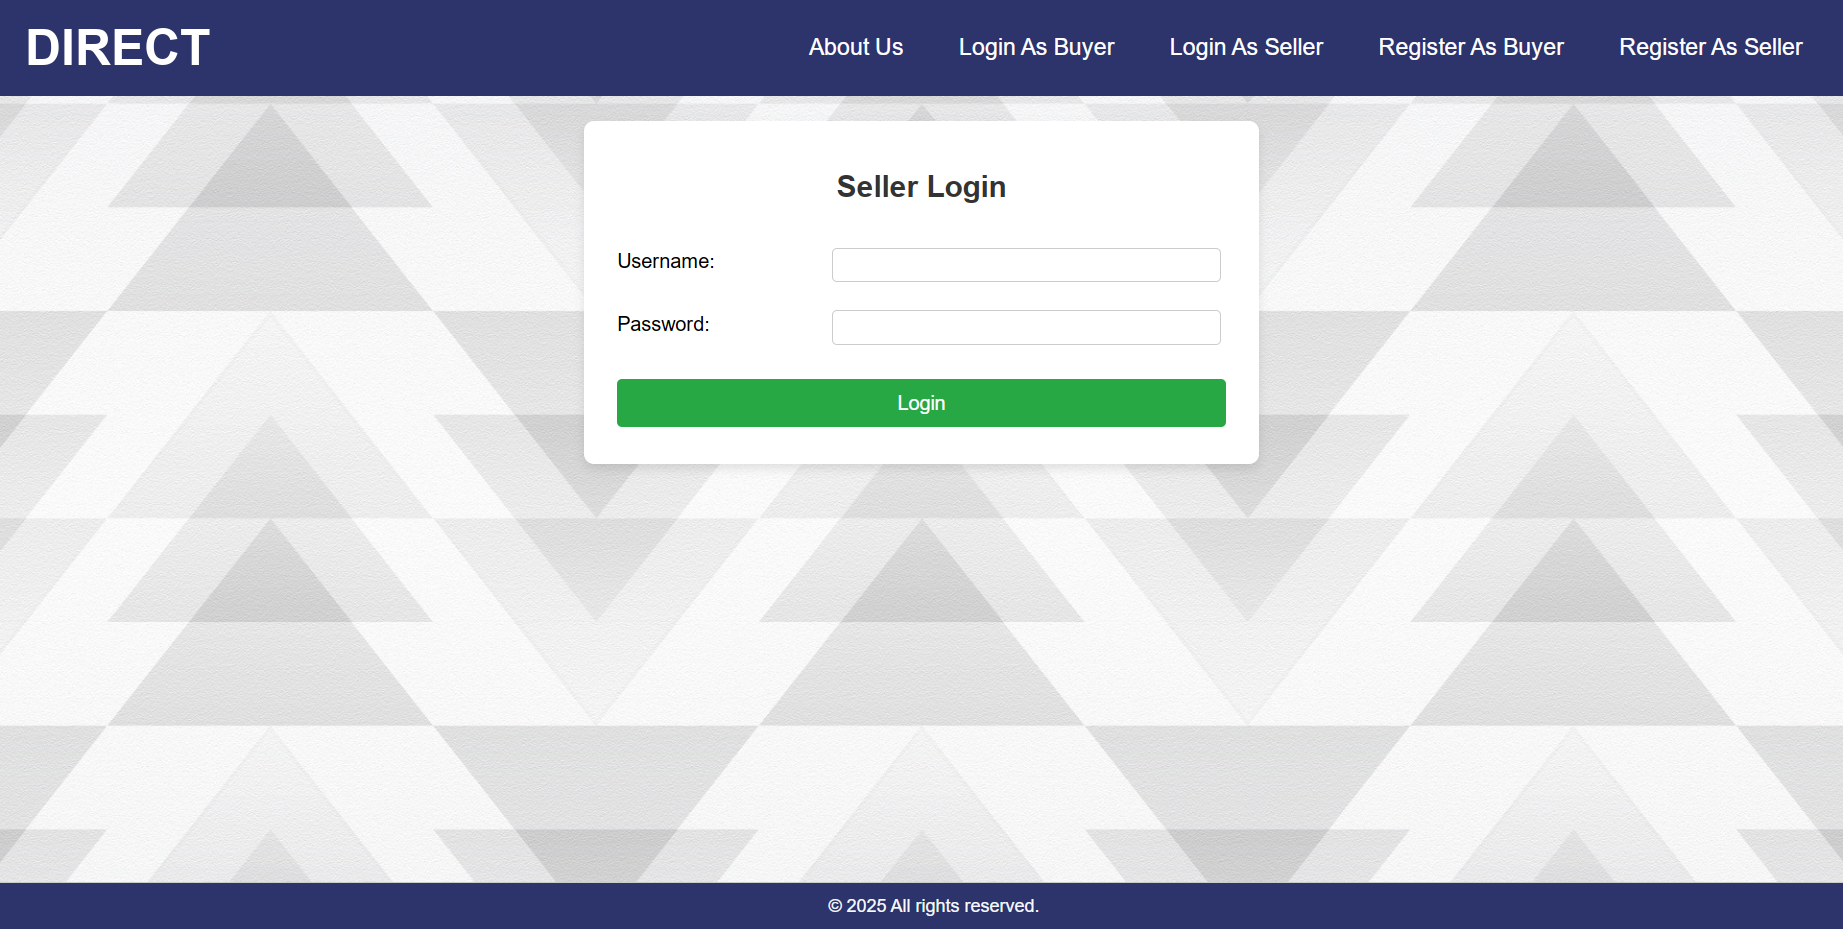 DIRECT
About Us Login As Buyer Login As Seller Register As Buyer Register As Seller
Seller Login
Username:
Password:
Login
© 2025 All rights reserved.